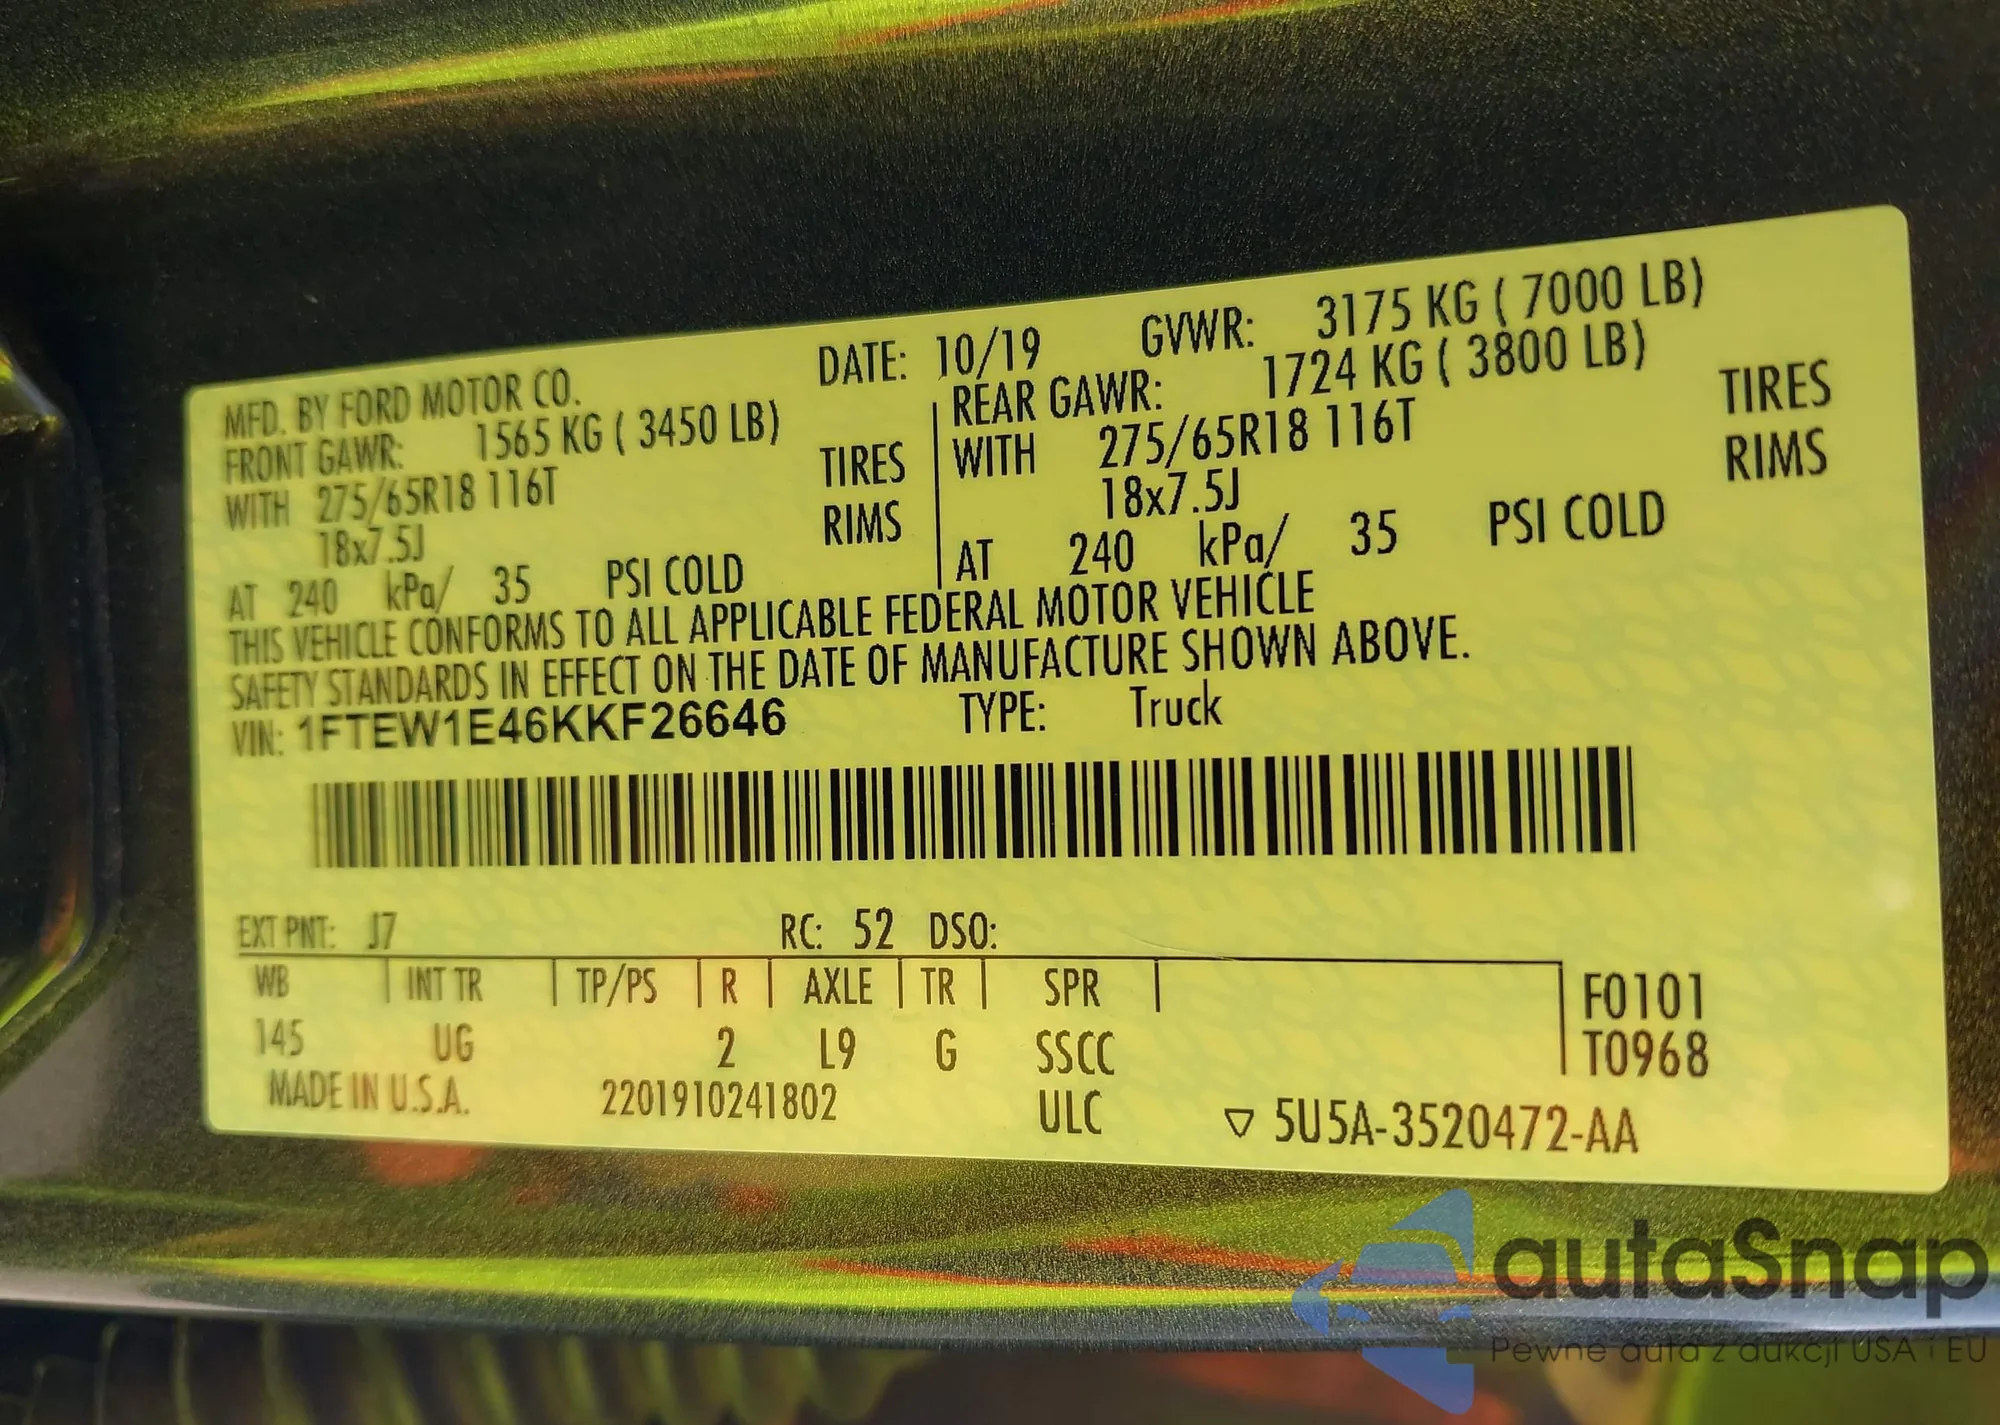 MFD. BY FORD MOTOR CO.
DATE: 10/19
GVWR: 3175 KG ( 7000 LB)
FRONT GAWR: 1565 KG ( 3450 LB)
WITH 275/65R18 116T TIRES
18x7.5J RIMS
AT 240 kPa/ 35 PSI COLD
REAR GAWR: 1724 KG ( 3800 LB)
WITH 275/65R18 116T TIRES
18x7.5J RIMS
AT 240 kPa/ 35 PSI COLD
THIS VEHICLE CONFORMS TO ALL APPLICABLE FEDERAL MOTOR VEHICLE
SAFETY STANDARDS IN EFFECT ON THE DATE OF MANUFACTURE SHOWN ABOVE.
VIN: 1FTEW1E46KKF26646 TYPE: Truck
EXT PNT: J7 RC: 52 DSO:
WB INT TR TP/PS R AXLE TR SPR
145 UG 2 L9 G SSCC
F0101
T0968
MADE IN U.S.A. 2201910241802 ULC ▽ 5U5A-3520472-AA
autaSnap
Pewne auta z aukcji USA i EU